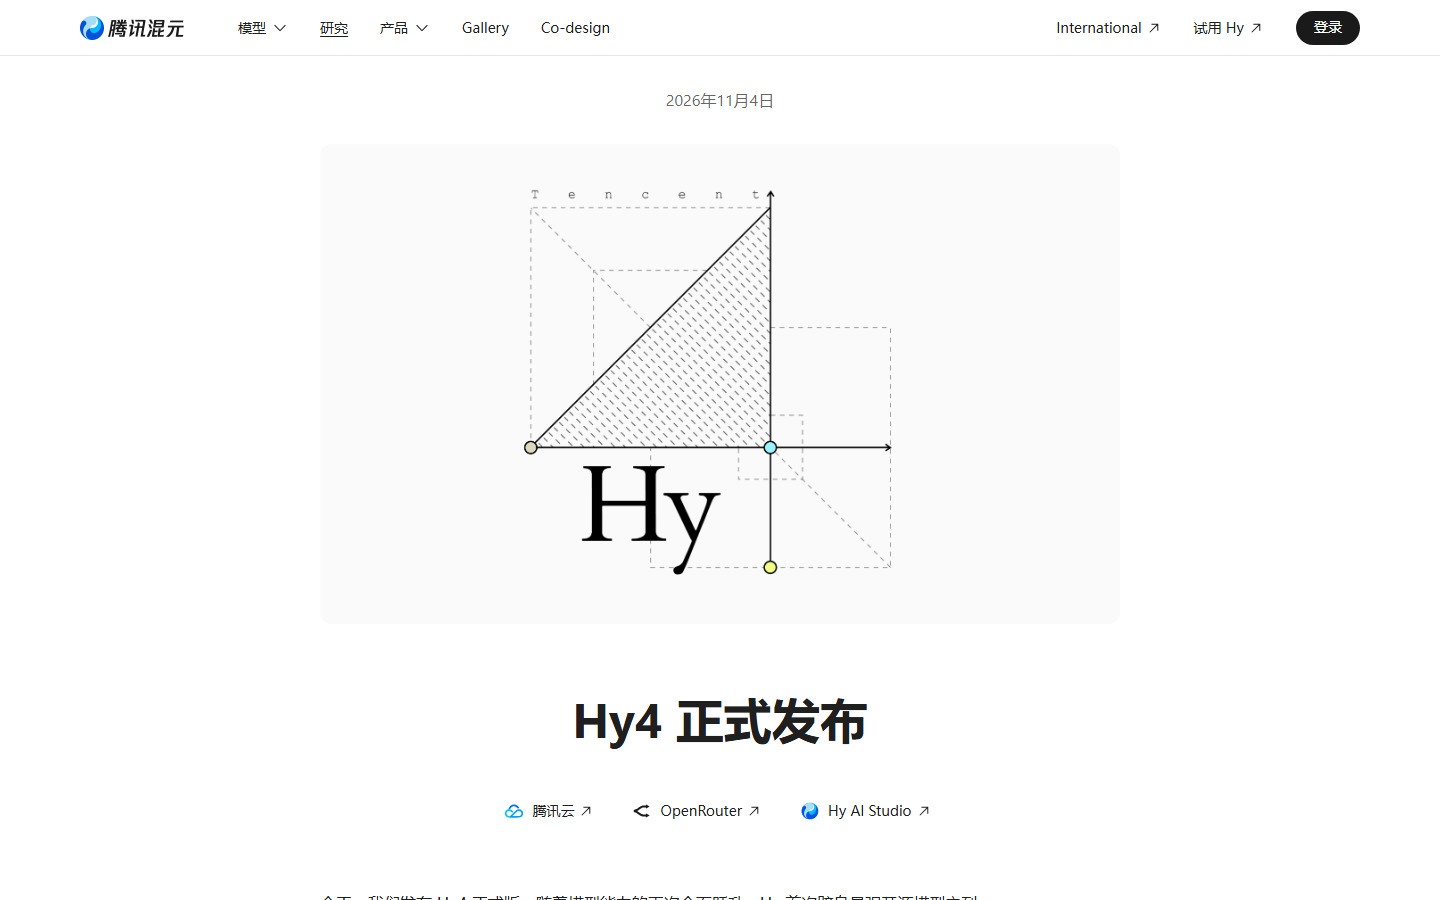 腾讯混元
模型 研究 产品 Gallery Co-design International 试用 Hy 登录
2026年11月4日
Tencent
Hy
Hy4 正式发布
腾讯云 OpenRouter Hy AI Studio